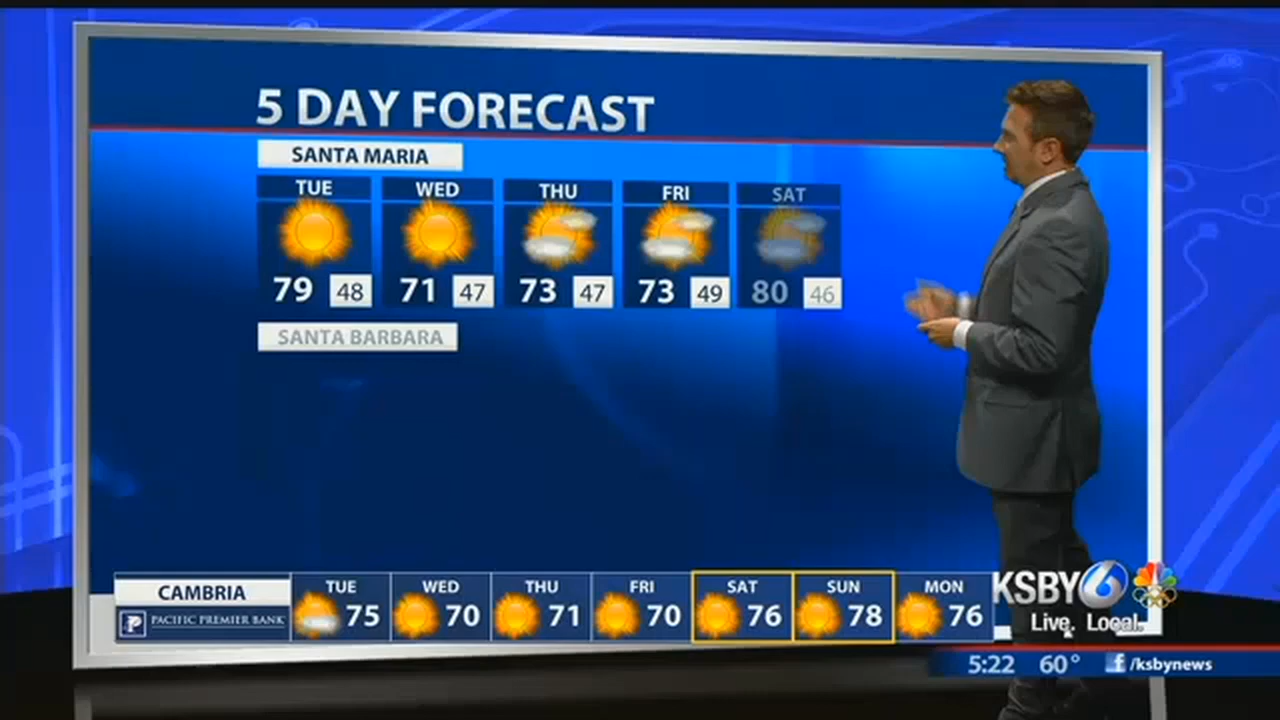 5 DAY FORECAST
SANTA MARIA
TUE WED THU FRI SAT
79 48 71 47 73 47 73 49 80 46
SANTA BARBARA
CAMBRIA
P PACIFIC PREMIER BANK
TUE WED THU FRI SAT SUN MON
75 70 71 70 76 78 76
KSBY 6
Live. Local.
5:22 60° f /ksbynews